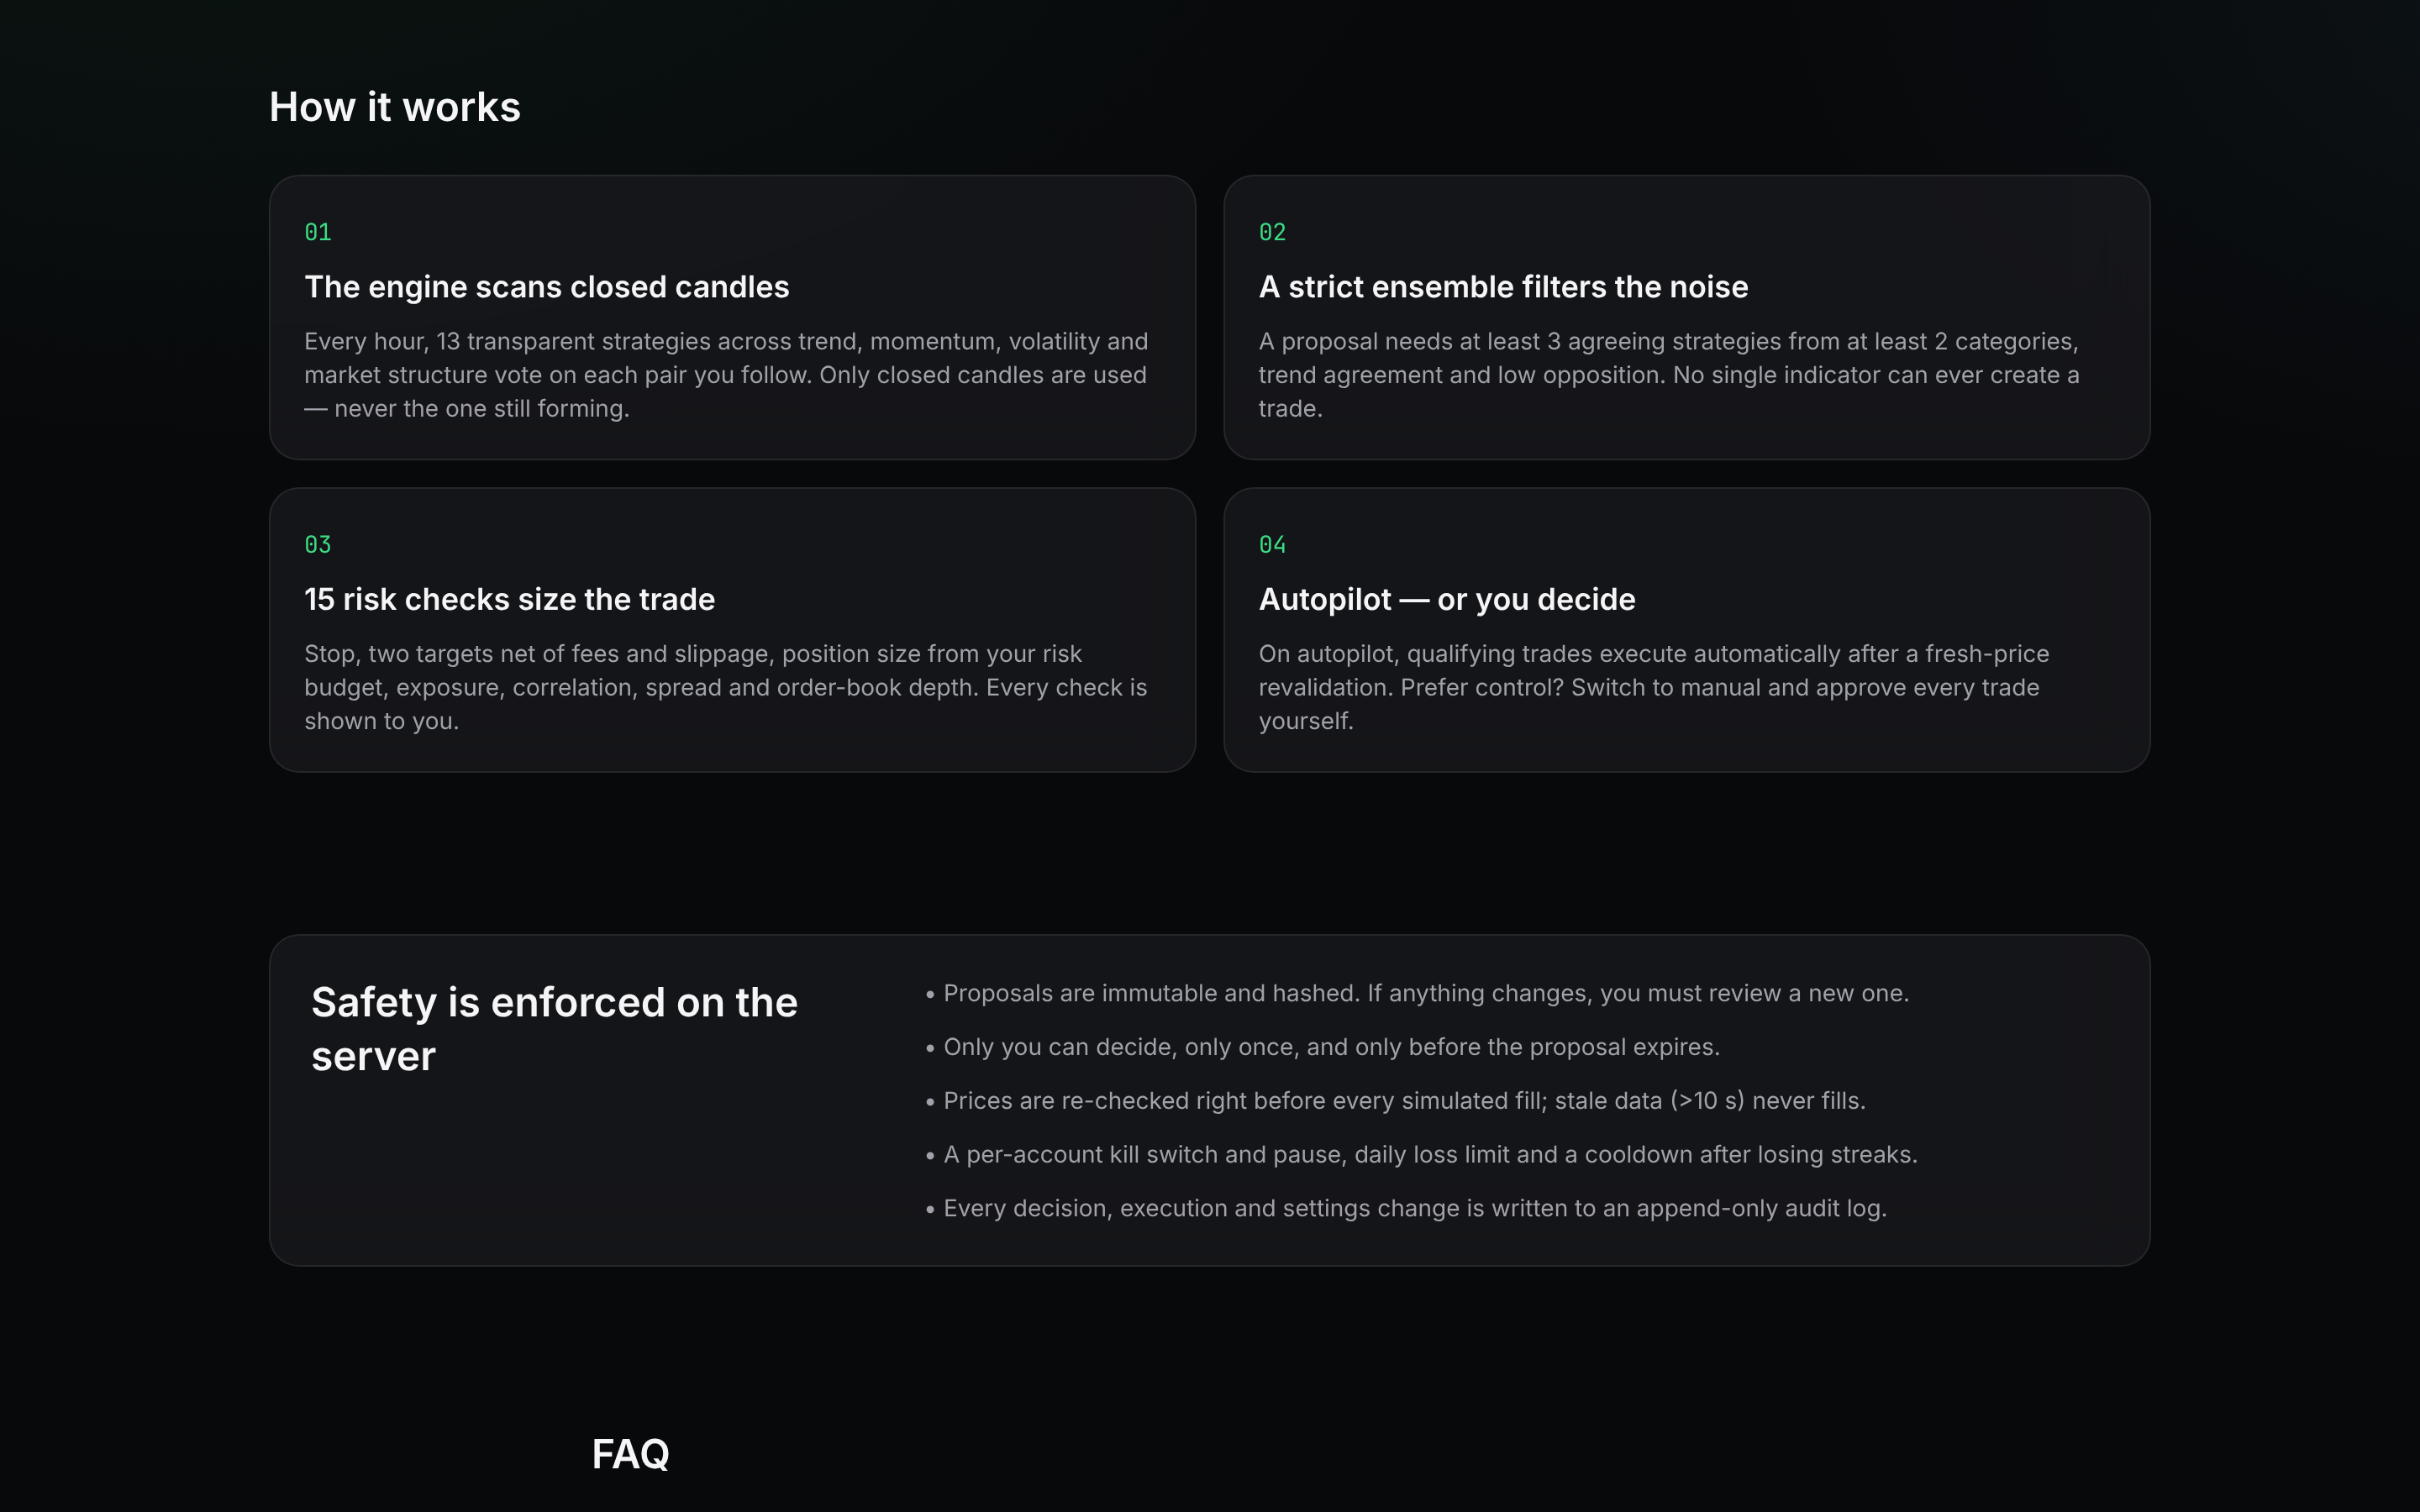 How it works
01
The engine scans closed candles
Every hour, 13 transparent strategies across trend, momentum, volatility and
market structure vote on each pair you follow. Only closed candles are used
— never the one still forming.
02
A strict ensemble filters the noise
A proposal needs at least 3 agreeing strategies from at least 2 categories,
trend agreement and low opposition. No single indicator can ever create a
trade.
03
15 risk checks size the trade
Stop, two targets net of fees and slippage, position size from your risk
budget, exposure, correlation, spread and order-book depth. Every check is
shown to you.
04
Autopilot — or you decide
On autopilot, qualifying trades execute automatically after a fresh-price
revalidation. Prefer control? Switch to manual and approve every trade
yourself.
Safety is enforced on the
server
• Proposals are immutable and hashed. If anything changes, you must review a new one.
• Only you can decide, only once, and only before the proposal expires.
• Prices are re-checked right before every simulated fill; stale data (>10 s) never fills.
• A per-account kill switch and pause, daily loss limit and a cooldown after losing streaks.
• Every decision, execution and settings change is written to an append-only audit log.
FAQ